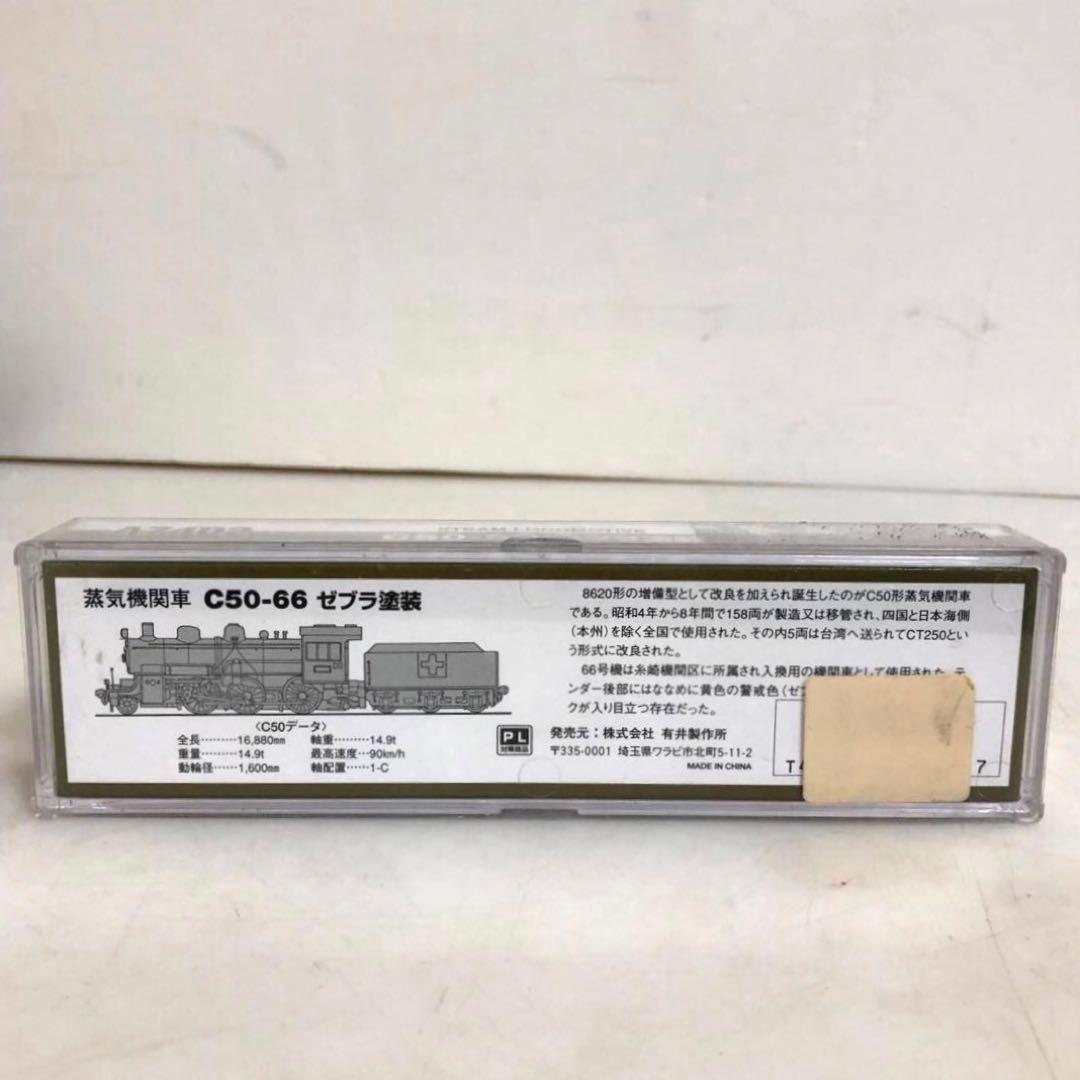 A7408
STEAM LOCOMOTIVE
蒸気機関車 C50-66 ゼブラ塗装
〈C50データ〉
全長………16,880mm 軸重………14.9t
重量………14.9t 最高速度…90km/h
動輪径……1,600mm 軸配置……1-C
8620形の増備型として改良を加えられ誕生したのがC50形蒸気機関車
である。昭和4年から8年間で158両が製造又は移管され、四国と日本海側
（本州）を除く全国で使用された。その内5両は台湾へ送られてCT250とい
う形式に改良された。
66号機は糸崎機関区に所属され入換用の機関車として使用された。テ
ンダー後部にはななめに黄色の警戒色（ゼブ
クが入り目立つ存在だった。
PL
対策商品
発売元：株式会社 有井製作所
〒335-0001 埼玉県ワラビ市北町5-11-2
MADE IN CHINA
T4 7